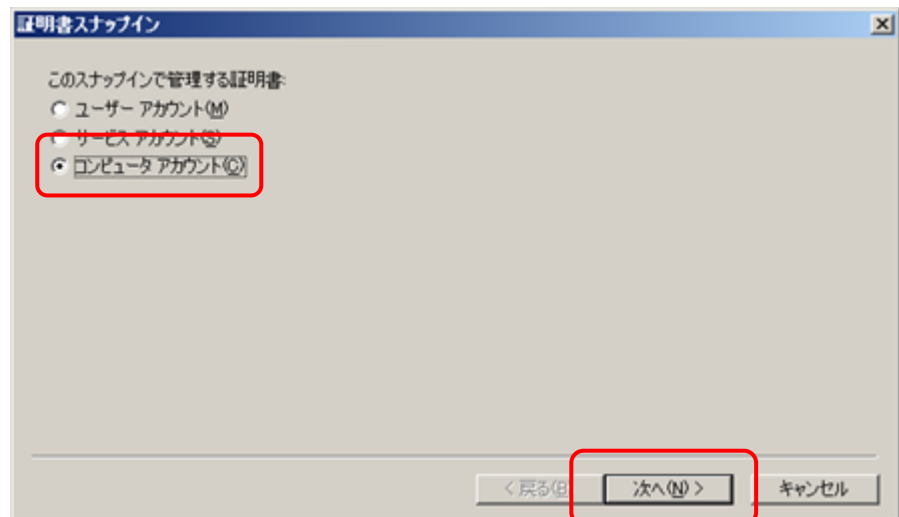 証明書スナップイン
このスナップインで管理する証明書:
ユーザー アカウント(M)
サービス アカウント(S)
コンピュータ アカウント(C)
< 戻る(B
次へ(N) >
キャンセル